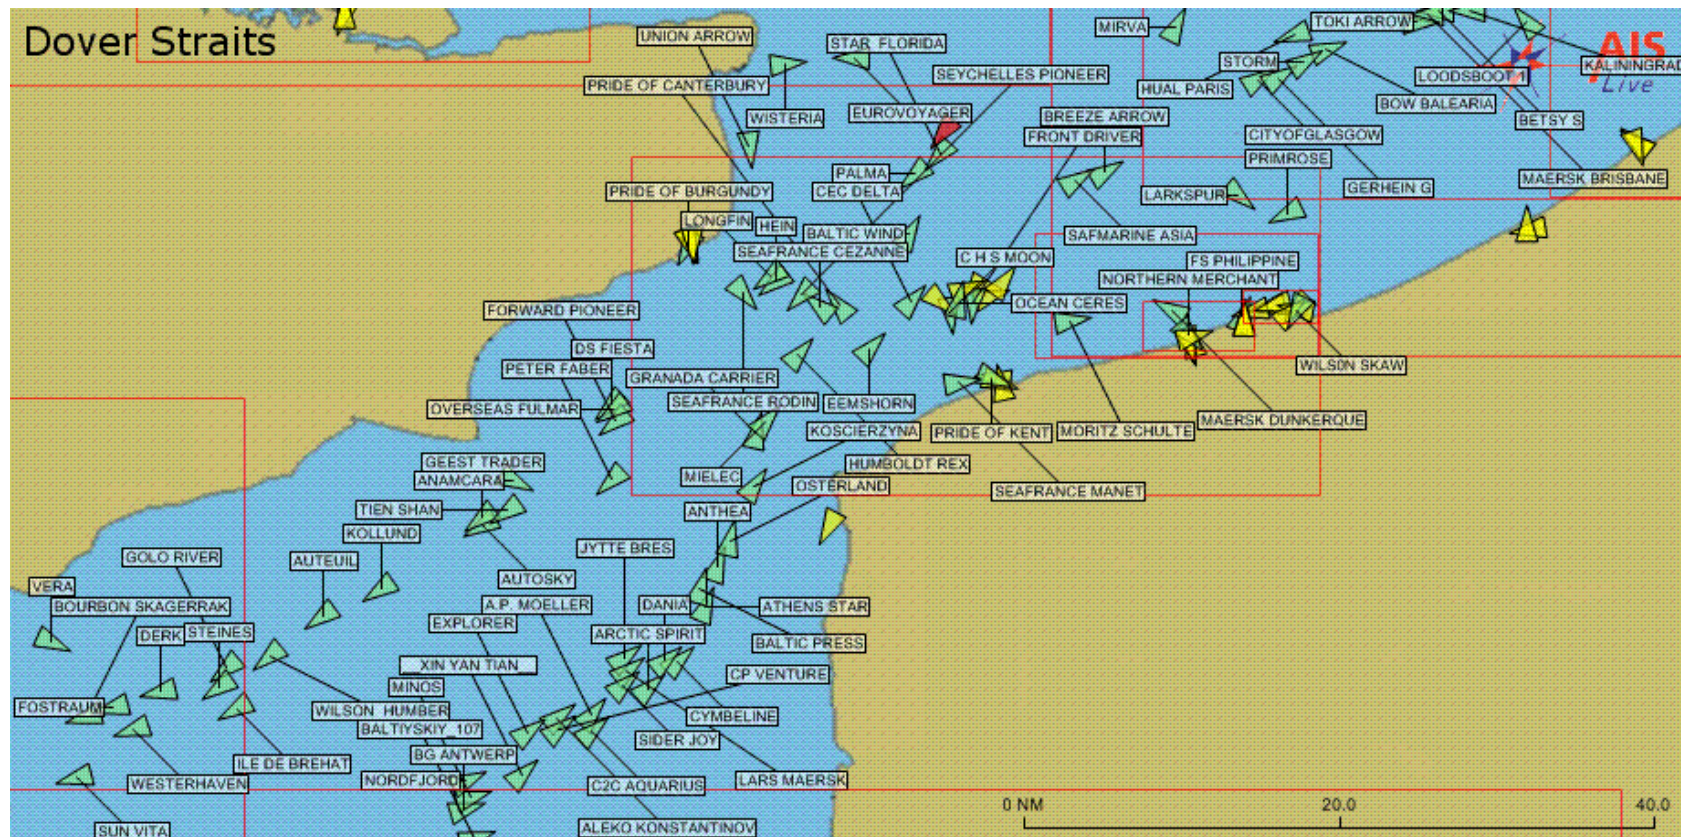 Dover Straits
UNION ARROW
STAR FLORIDA
MIRVA
TOKI ARROW
AIS
Live
KALININGRAD
PRIDE OF CANTERBURY
SEYCHELLES PIONEER
STORM
LOODSBOOT 1
HUAL PARIS
BOW BALEARIA
WISTERIA
EUROVOYAGER
BREEZE ARROW
BETSY S
FRONT DRIVER
CITYOFGLASGOW
PRIMROSE
PALMA
GERHEIN G
MAERSK BRISBANE
PRIDE OF BURGUNDY
CEC DELTA
LARKSPUR
LONGFIN
HEIN
BALTIC WIND
SAFMARINE ASIA
SEAFRANCE CEZANNE
C H S MOON
FS PHILIPPINE
NORTHERN MERCHANT
FORWARD PIONEER
OCEAN CERES
DS FIESTA
PETER FABER
GRANADA CARRIER
WILSON SKAW
OVERSEAS FULMAR
SEAFRANCE RODIN
EEMSHORN
KOSCIERZYNA
PRIDE OF KENT
MORITZ SCHULTE
MAERSK DUNKERQUE
GEEST TRADER
HUMBOLDT REX
ANAMCARA
MIELEC
OSTERLAND
SEAFRANCE MANET
TIEN SHAN
ANTHEA
KOLLUND
GOLO RIVER
AUTEUIL
JYTTE BRES
AUTOSKY
VERA
BOURBON SKAGERRAK
A.P. MOELLER
DANIA
ATHENS STAR
DERK
STEINES
EXPLORER
ARCTIC SPIRIT
BALTIC PRESS
__XIN YAN TIAN__
CP VENTURE
MINOS
FOSTRAUM
WILSON HUMBER
CYMBELINE
BALTIYSKIY_107
SIDER JOY
BG ANTWERP
ILE DE BREHAT
NORDFJORD
WESTERHAVEN
C2C AQUARIUS
LARS MAERSK
SUN VITA
ALEKO KONSTANTINOV
0 NM
20.0
40.0